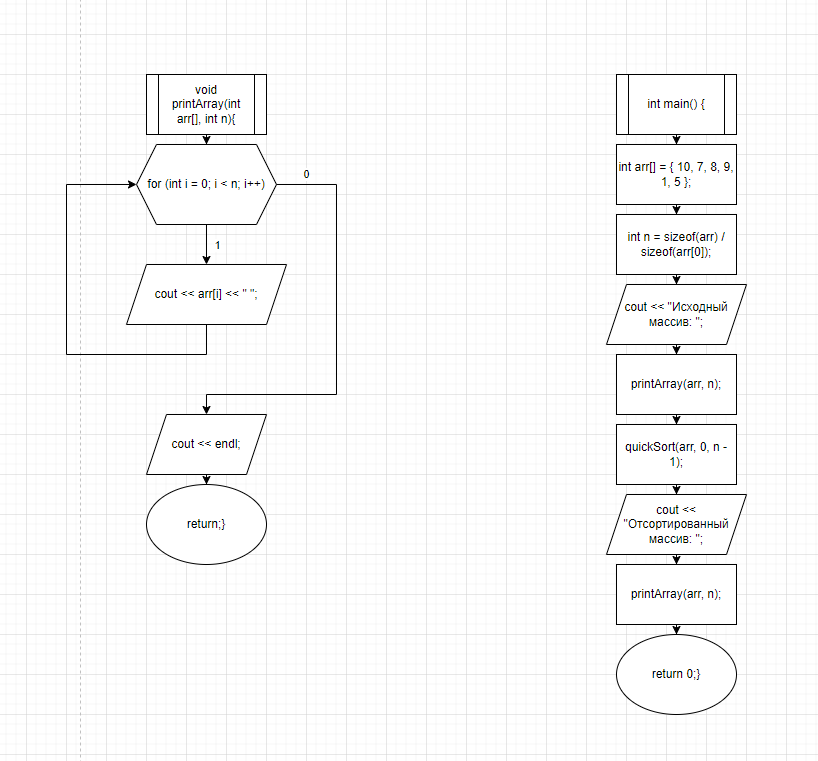 void
printArray(int
arr[], int n){
for (int i = 0; i < n; i++)
0
1
cout << arr[i] << " ";
cout << endl;
return;}
int main() {
int arr[] = { 10, 7, 8, 9,
1, 5 };
int n = sizeof(arr) /
sizeof(arr[0]);
cout << "Исходный
массив: ";
printArray(arr, n);
quickSort(arr, 0, n -
1);
cout <<
"Отсортированный
массив: ";
printArray(arr, n);
return 0;}